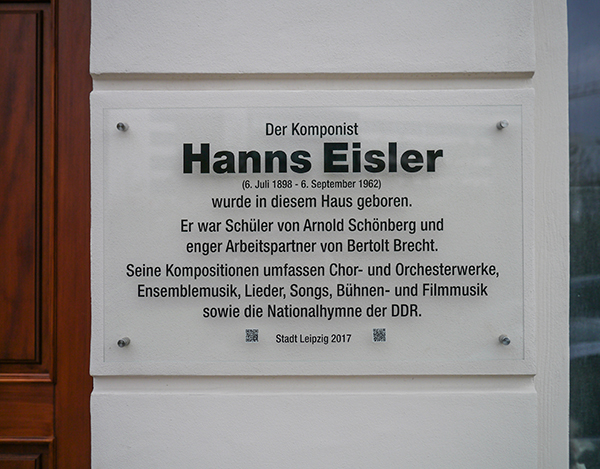 Der Komponist
Hanns Eisler
(6. Juli 1898 - 6. September 1962)
wurde in diesem Haus geboren.
Er war Schüler von Arnold Schönberg und
enger Arbeitspartner von Bertolt Brecht.
Seine Kompositionen umfassen Chor- und Orchesterwerke,
Ensemblemusik, Lieder, Songs, Bühnen- und Filmmusik
sowie die Nationalhymne der DDR.
Stadt Leipzig 2017